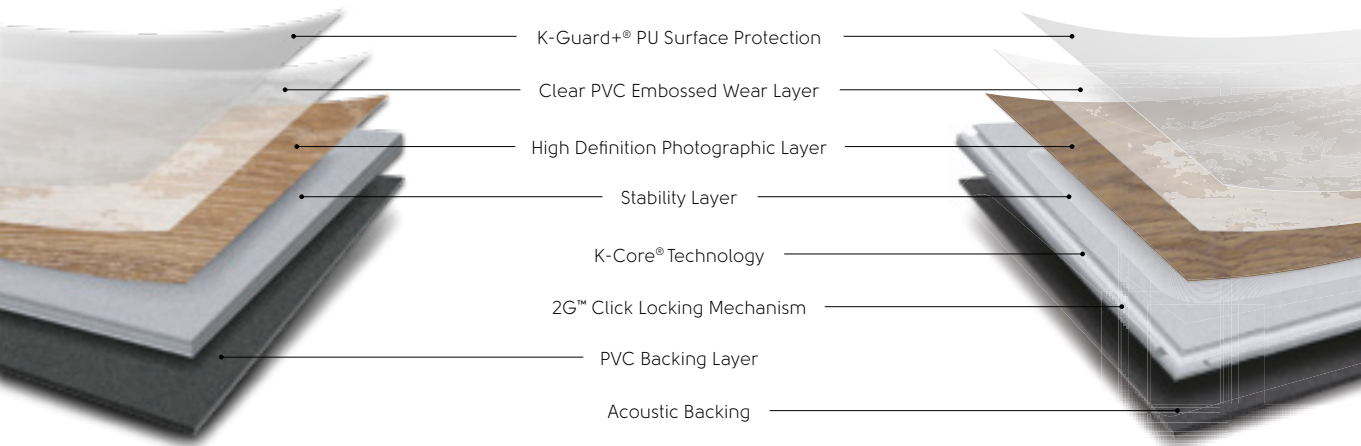 K-Guard+® PU Surface Protection
Clear PVC Embossed Wear Layer
High Definition Photographic Layer
Stability Layer
K-Core® Technology
2G™ Click Locking Mechanism
PVC Backing Layer
Acoustic Backing